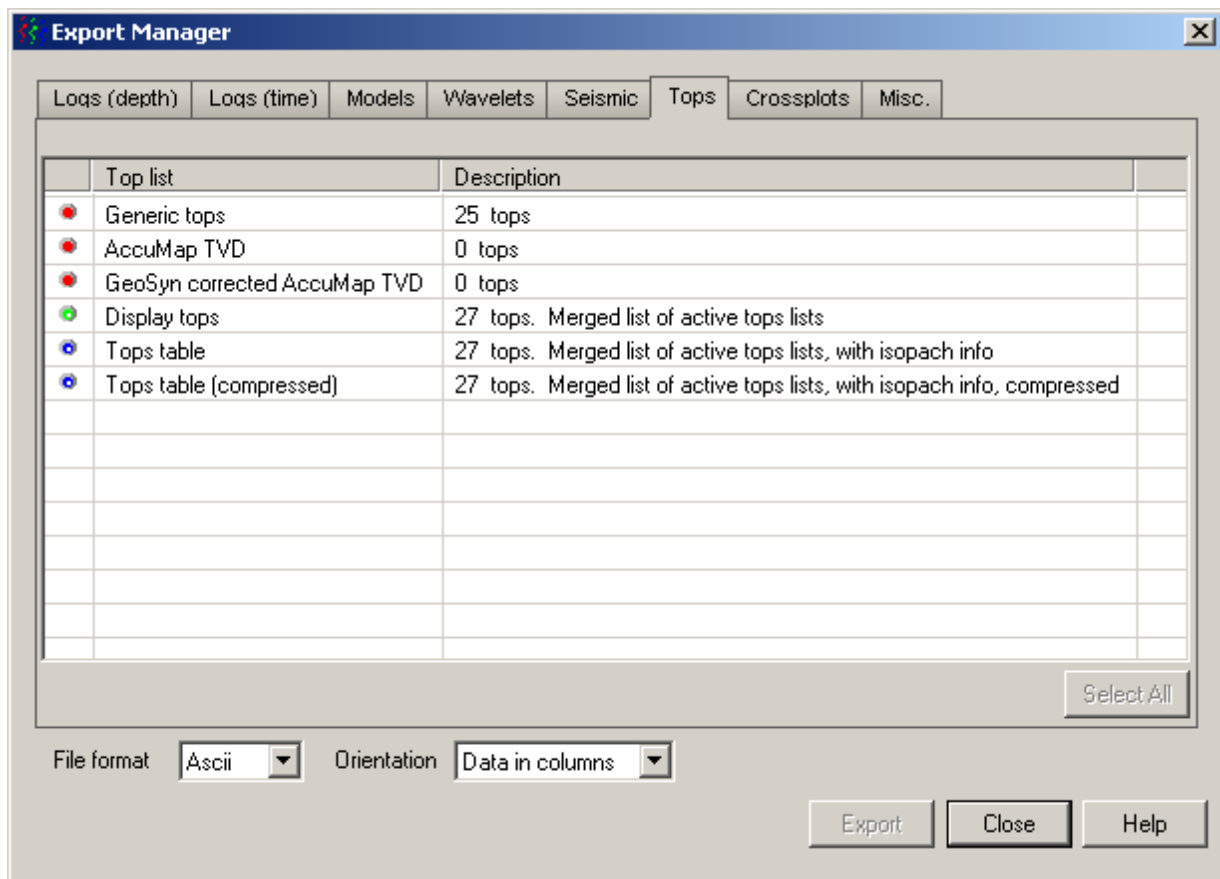 Export Manager
Logs (depth) Logs (time) Models Wavelets Seismic Tops Crossplots Misc.
Top list Description
Generic tops 25 tops
AccuMap TVD 0 tops
GeoSyn corrected AccuMap TVD 0 tops
Display tops 27 tops. Merged list of active tops lists
Tops table 27 tops. Merged list of active tops lists, with isopach info
Tops table (compressed) 27 tops. Merged list of active tops lists, with isopach info, compressed
Select All
File format Ascii Orientation Data in columns
Export Close Help